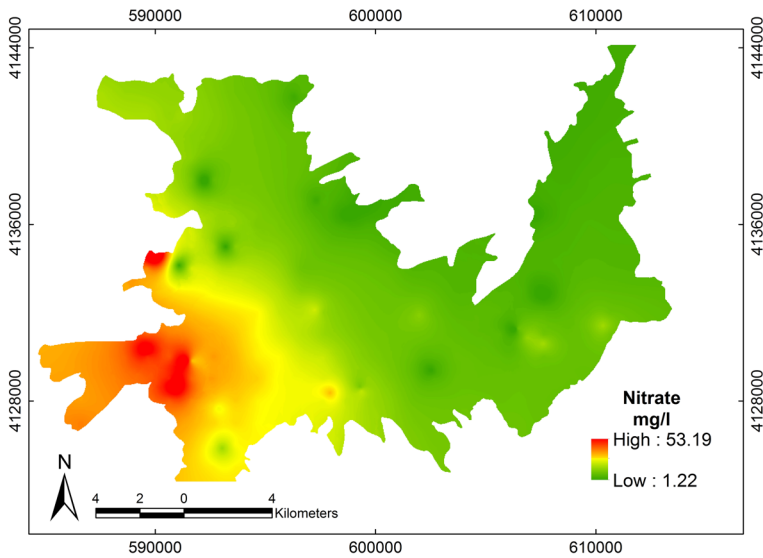 590000 600000 610000
4144000 4144000
4136000 4136000
4128000 4128000
Nitrate
mg/l
High : 53.19
Low : 1.22
N
4 2 0 4
Kilometers
590000 600000 610000